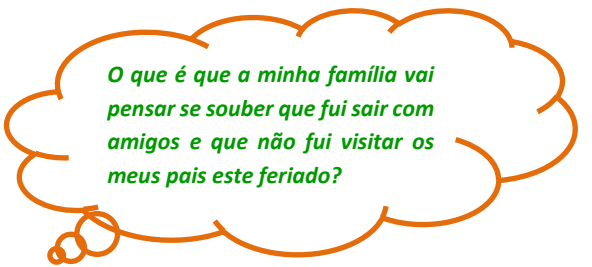 O que é que a minha família vai
pensar se souber que fui sair com
amigos e que não fui visitar os
meus pais este feriado?